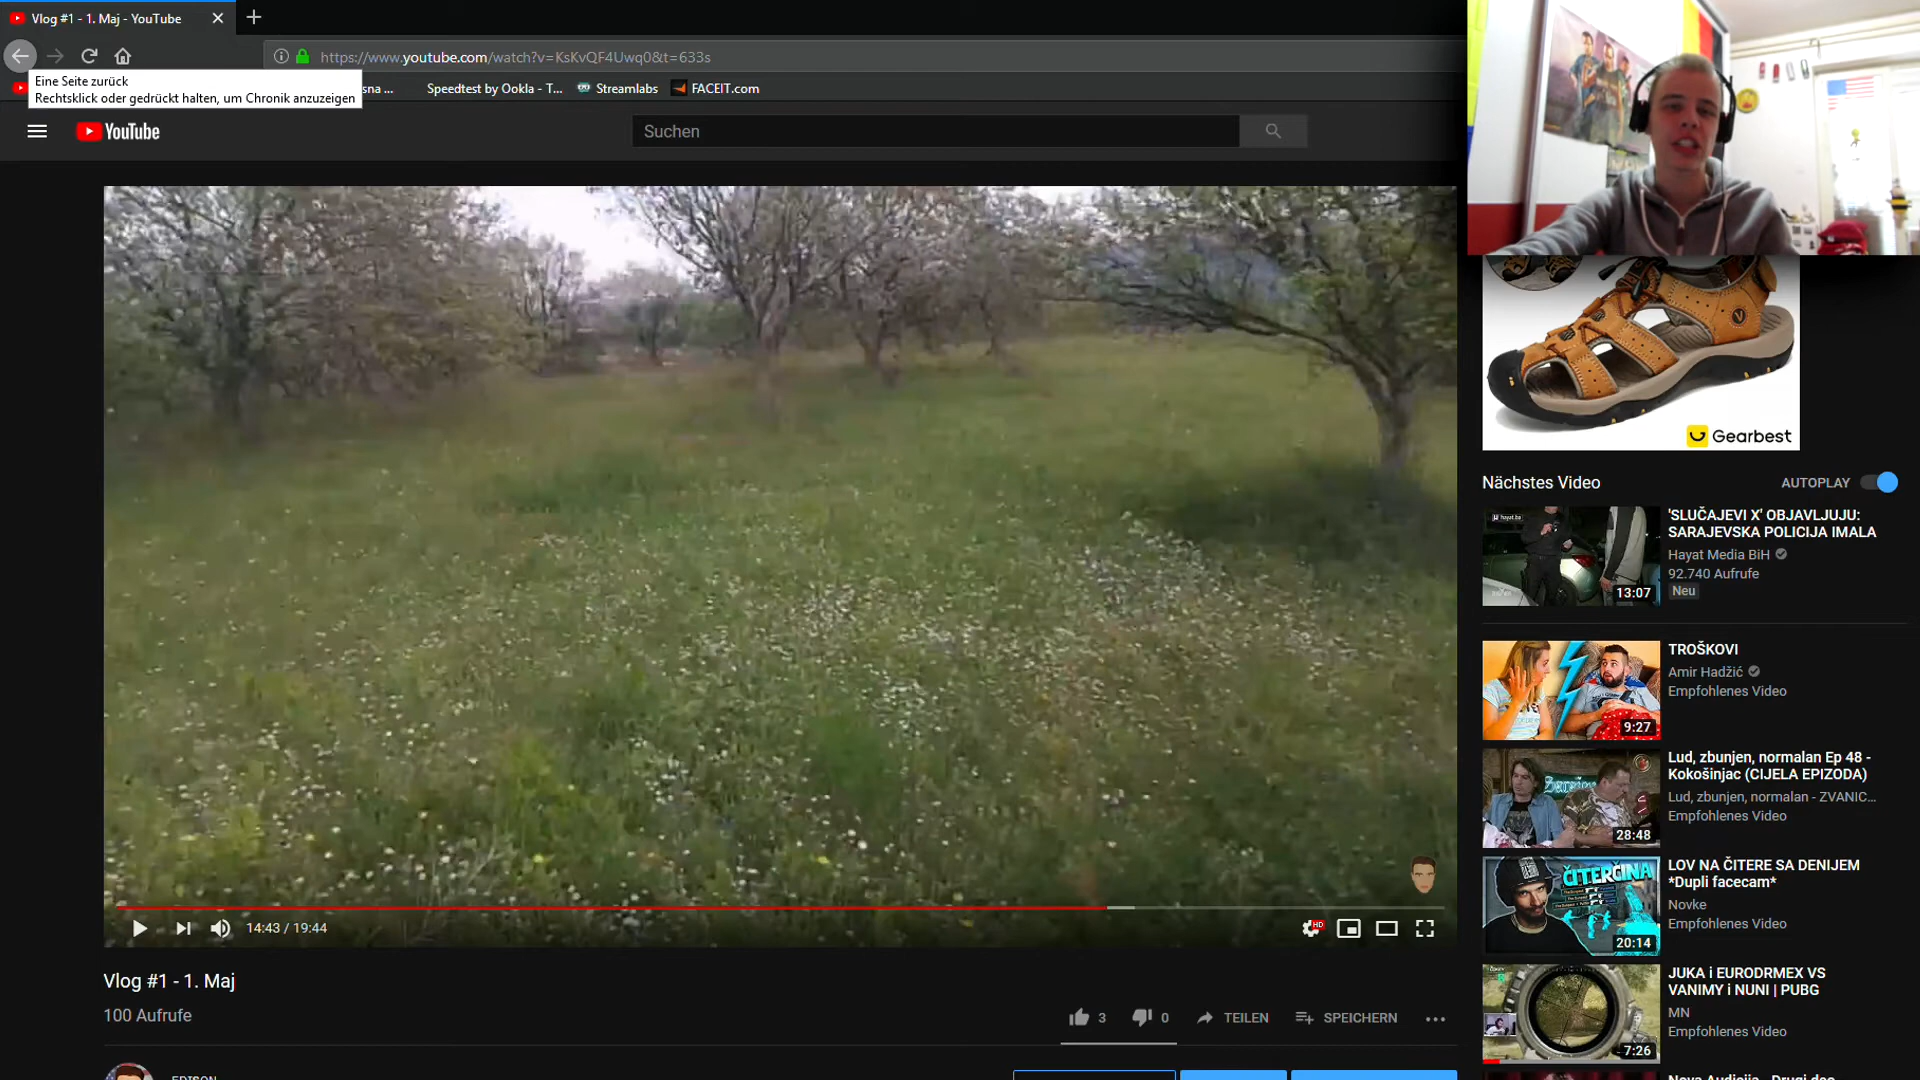 Vlog #1 - 1. Maj - YouTube
https://www.youtube.com/watch?v=KsKvQF4Uwq0&t=633s
Eine Seite zurück
Rechtsklick oder gedrückt halten, um Chronik anzuzeigen
sna ...
Speedtest by Ookla - T...
Streamlabs
FACEIT.com
YouTube
Suchen
Gearbest
Nächstes Video
AUTOPLAY
'SLUČAJEVI X' OBJAVLJUJU:
SARAJEVSKA POLICIJA IMALA
Hayat Media BiH
92.740 Aufrufe
Neu
13:07
TROŠKOVI
Amir Hadžić
Empfohlenes Video
9:27
Lud, zbunjen, normalan Ep 48 -
Kokošinjac (CIJELA EPIZODA)
Lud, zbunjen, normalan - ZVANIC...
Empfohlenes Video
28:48
LOV NA ČITERE SA DENIJEM
*Dupli facecam*
Novke
Empfohlenes Video
ČITERČINA
20:14
JUKA i EURODRMEX VS
VANIMY i NUNI | PUBG
MN
Empfohlenes Video
7:26
14:43 / 19:44
HD
Vlog #1 - 1. Maj
100 Aufrufe
3
0
TEILEN
SPEICHERN
EDISON